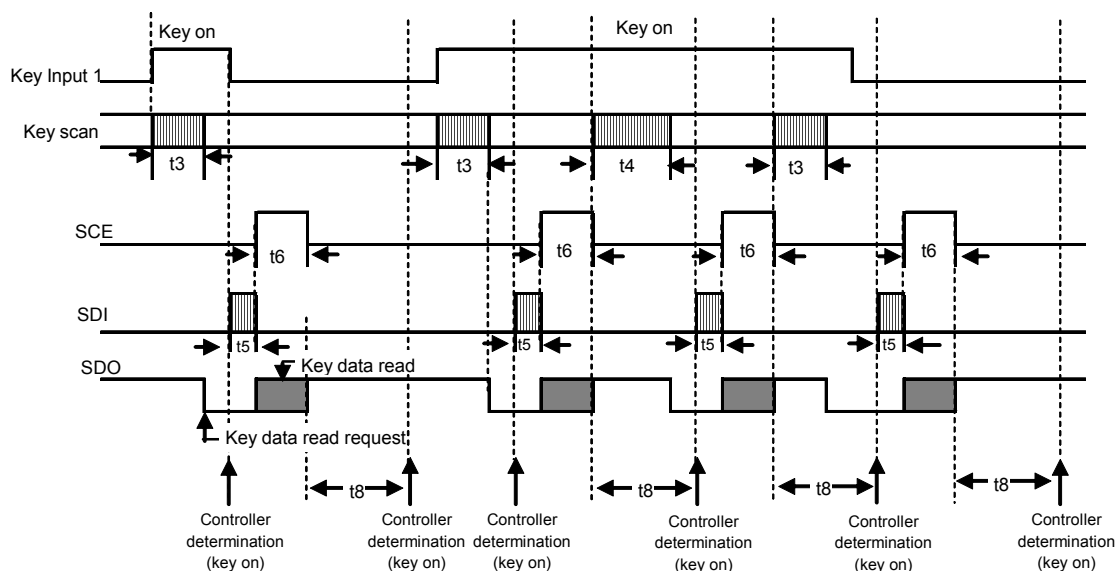 Key on
Key on
Key Input 1
Key scan
t3
t3
t4
t3
SCE
t6
t6
t6
t6
SDI
t5
t5
t5
t5
SDO
Key data read
Key data read request
t8
t8
t8
t8
Controller
determination
(key on)
Controller
determination
(key on)
Controller
determination
(key on)
Controller
determination
(key on)
Controller
determination
(key on)
Controller
determination
(key on)